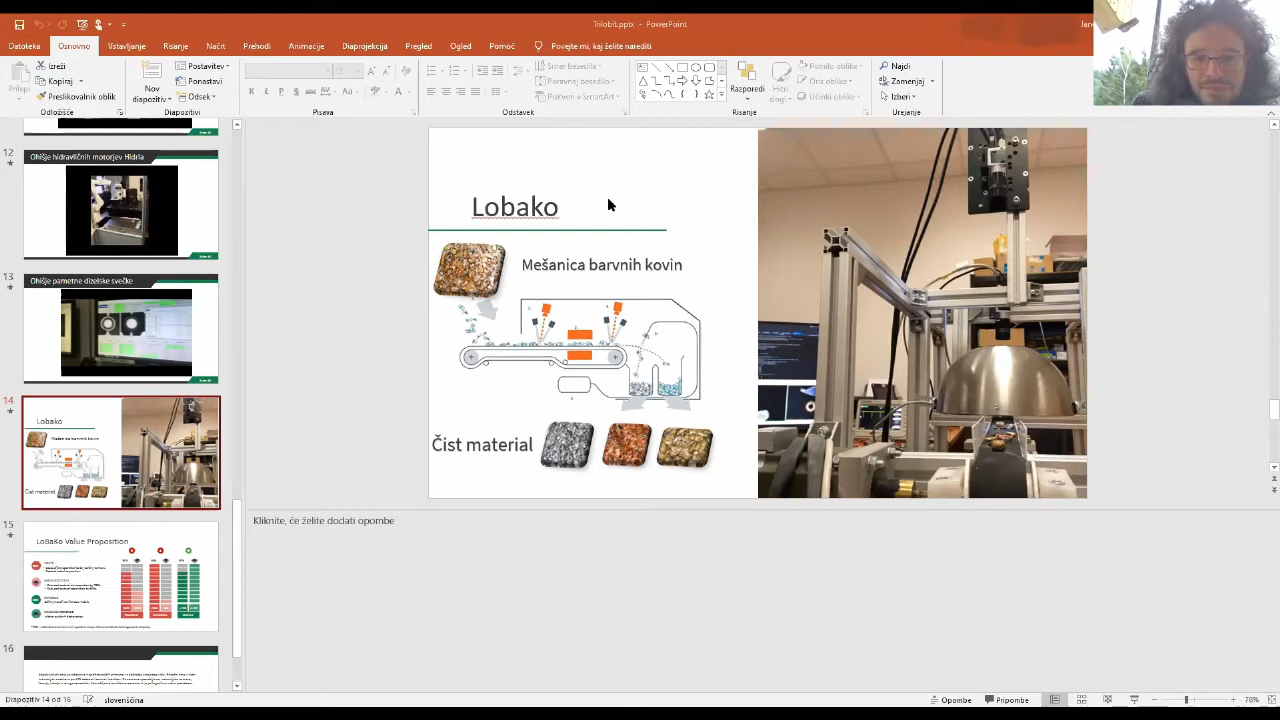 Trilobit.pptx - PowerPoint
Datoteka Osnovno Vstavljanje Risanje Načrt Prehodi Animacije Diaprojekcija Pregled Ogled Pomoč Povejte mi, kaj želite narediti
Prilepi
Izreži
Kopiraj
Preslikovalnik oblik
Odložišče
Nov
diapozitiv
Postavitev
Ponastavi
Odsek
Diapozitivi
Pisava
Smer besedila
Poravnaj besedilo
Pretvori v SmartArt
Odstavek
Razporedi
Hitri
slogi
Polnilo oblike
Oris oblike
Učinki oblike
Risanje
Najdi
Zamenjaj
Izberi
Urejanje
12
Ohišje hidravličnih motorjev Hidria
13
Ohišje pametne dizelske svečke
14
Lobako
Mešanica barvnih kovin
Čist material
15
LoBaKo Value Proposition
16
Lobako
Mešanica barvnih kovin
Čist material
Kliknite, če želite dodati opombe
Diapozitiv 14 od 16 slovenščina Opombe Pripombe 78%